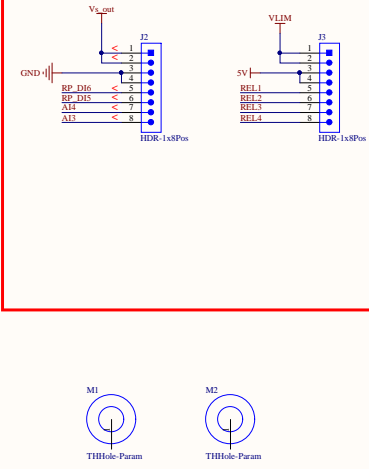 Vs_out
VLIM
J2
J3
1
2
3
4
5
6
7
8
1
2
3
4
5
6
7
8
GND
5V
RP_DI6
RP_DI5
AI4
AI3
REL1
REL2
REL3
REL4
HDR-1x8Pos
HDR-1x8Pos
M1
M2
THHole-Param
THHole-Param